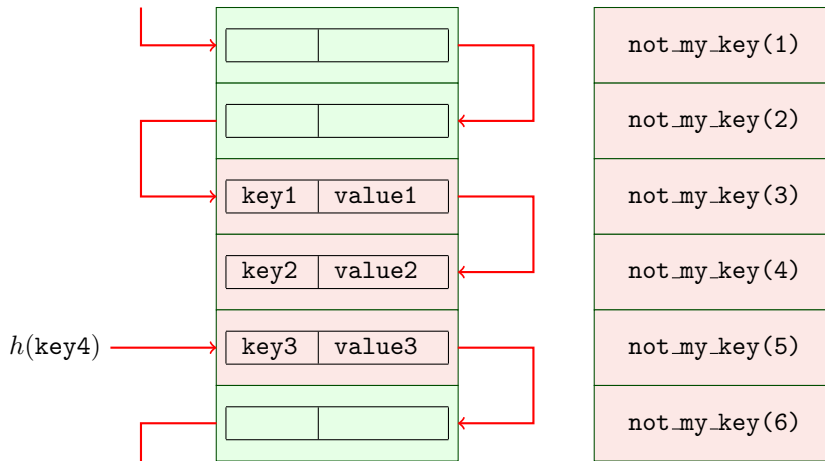 not_my_key(1)
not_my_key(2)
key1 value1 not_my_key(3)
key2 value2 not_my_key(4)
h(key4) key3 value3 not_my_key(5)
not_my_key(6)